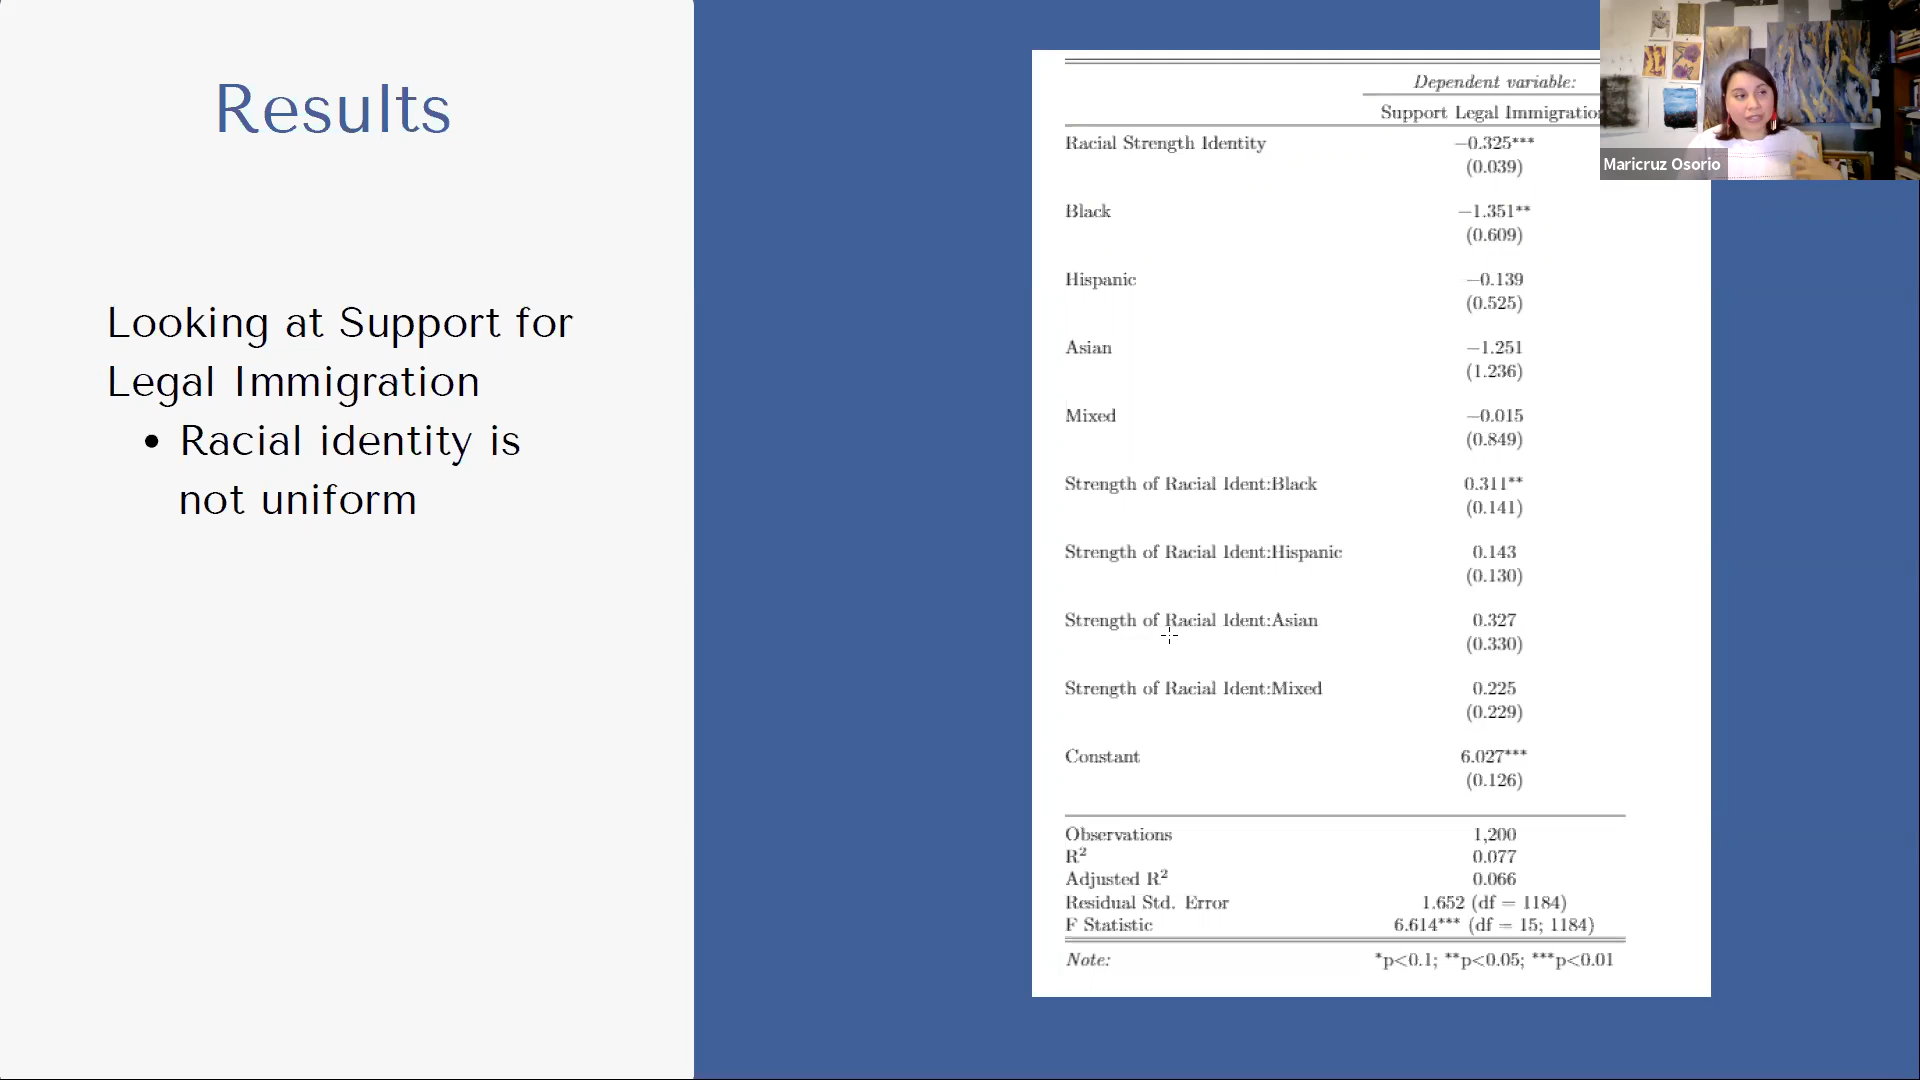 Results
Looking at Support for
Legal Immigration
• Racial identity is
not uniform
Dependent variable:
Support Legal Immigratio
Racial Strength Identity −0.325***
(0.039)
Black −1.351**
(0.609)
Hispanic −0.139
(0.525)
Asian −1.251
(1.236)
Mixed −0.015
(0.849)
Strength of Racial Ident:Black 0.311**
(0.141)
Strength of Racial Ident:Hispanic 0.143
(0.130)
Strength of Racial Ident:Asian 0.327
(0.330)
Strength of Racial Ident:Mixed 0.225
(0.229)
Constant 6.027***
(0.126)
Observations 1,200
R² 0.077
Adjusted R² 0.066
Residual Std. Error 1.652 (df = 1184)
F Statistic 6.614*** (df = 15; 1184)
Note: *p<0.1; **p<0.05; ***p<0.01
Maricruz Osorio